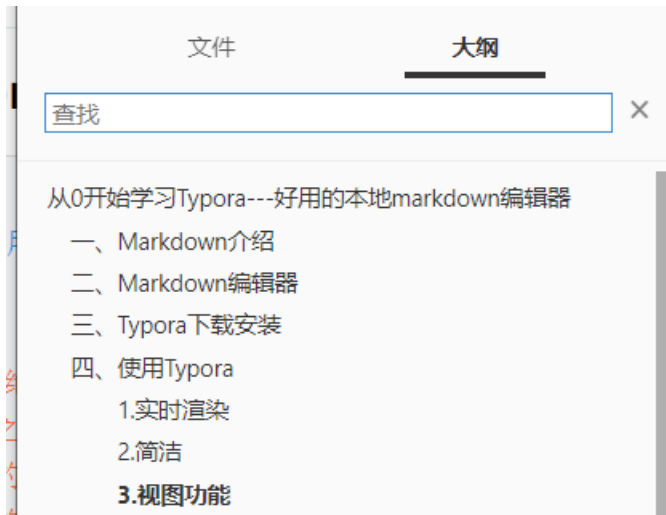 文件
大纲
查找
从0开始学习Typora---好用的本地markdown编辑器
一、Markdown介绍
二、Markdown编辑器
三、Typora下载安装
四、使用Typora
1.实时渲染
2.简洁
3.视图功能